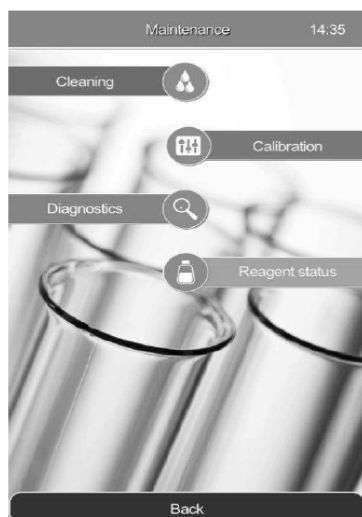 Maintenance 14:35
Cleaning
Calibration
Diagnostics
Reagent status
Back